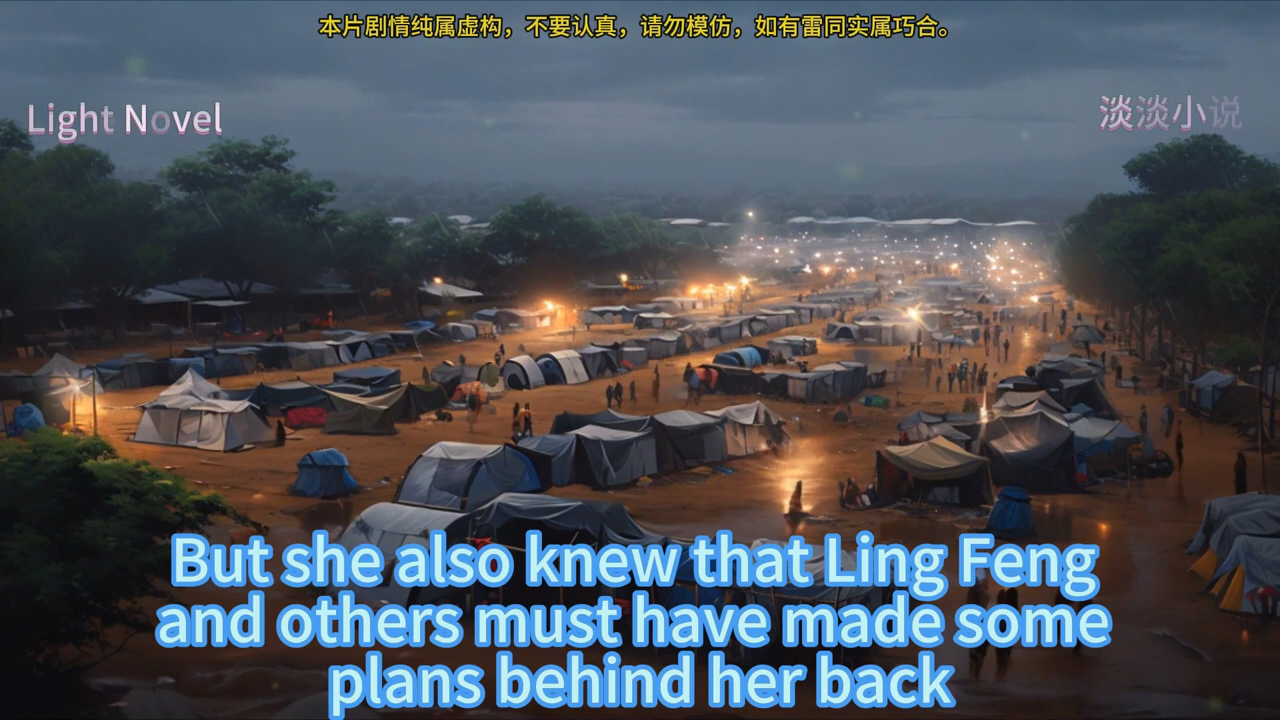 本片剧情纯属虚构，不要认真，请勿模仿，如有雷同实属巧合。
Light Novel
淡淡小说
But she also knew that Ling Feng
and others must have made some
plans behind her back